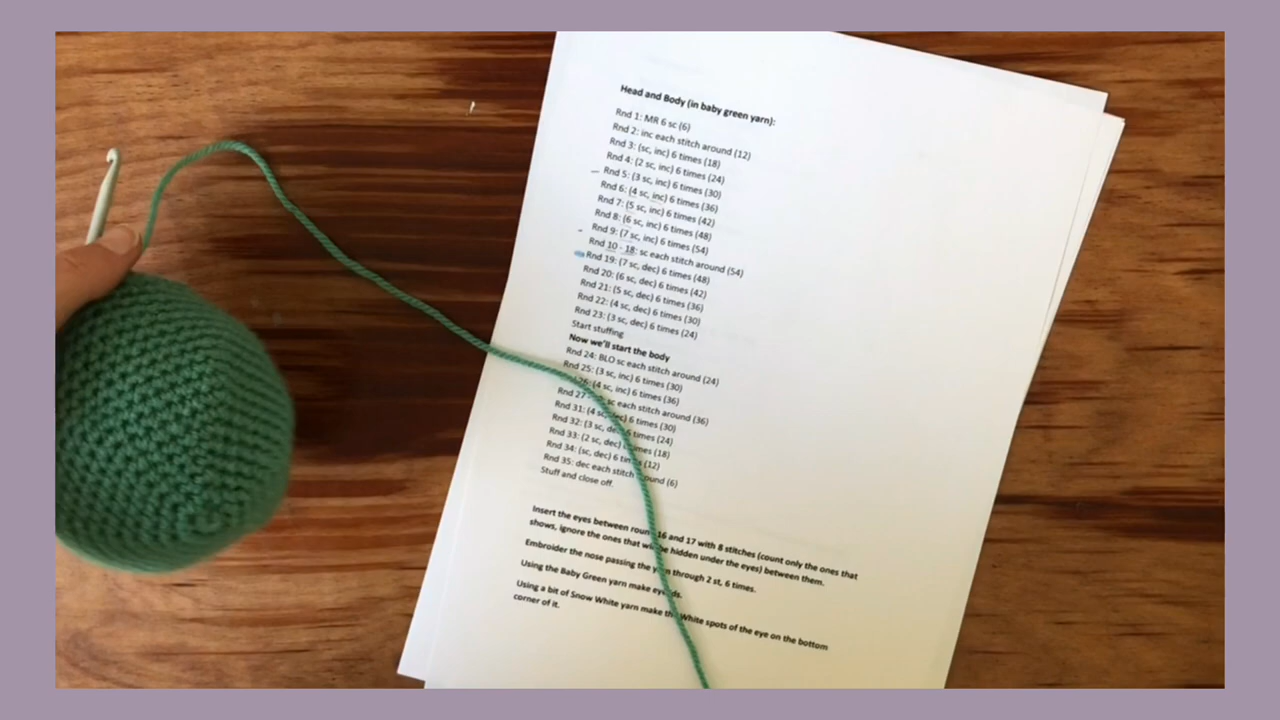 Head and Body (in baby green yarn):
Rnd 1: MR 6 sc (6)
Rnd 2: inc each stitch around (12)
Rnd 3: (sc, inc) 6 times (18)
Rnd 4: (2 sc, inc) 6 times (24)
Rnd 5: (3 sc, inc) 6 times (30)
Rnd 6: (4 sc, inc) 6 times (36)
Rnd 7: (5 sc, inc) 6 times (42)
Rnd 8: (6 sc, inc) 6 times (48)
Rnd 9: (7 sc, inc) 6 times (54)
Rnd 10 - 18: sc each stitch around (54)
Rnd 19: (7 sc, dec) 6 times (48)
Rnd 20: (6 sc, dec) 6 times (42)
Rnd 21: (5 sc, dec) 6 times (36)
Rnd 22: (4 sc, dec) 6 times (30)
Rnd 23: (3 sc, dec) 6 times (24)
Start stuffing
Now we'll start the body
Rnd 24: BLO sc each stitch around (24)
Rnd 25: (3 sc, inc) 6 times (30)
26: (4 sc, inc) 6 times (36)
Rnd 27 sc each stitch around (36)
Rnd 31: (4 sc, dec) 6 times (30)
Rnd 32: (3 sc, dec) 6 times (24)
Rnd 33: (2 sc, dec) 6 times (18)
Rnd 34: (sc, dec) 6 times (12)
Rnd 35: dec each stitch around (6)
Stuff and close off.
Insert the eyes between round 16 and 17 with 8 stitches (count only the ones that
shows, ignore the ones that will be hidden under the eyes) between them.
Embroider the nose passing the yarn through 2 st, 6 times.
Using the Baby Green yarn make eyelids.
Using a bit of Snow White yarn make the White spots of the eye on the bottom
corner of it.